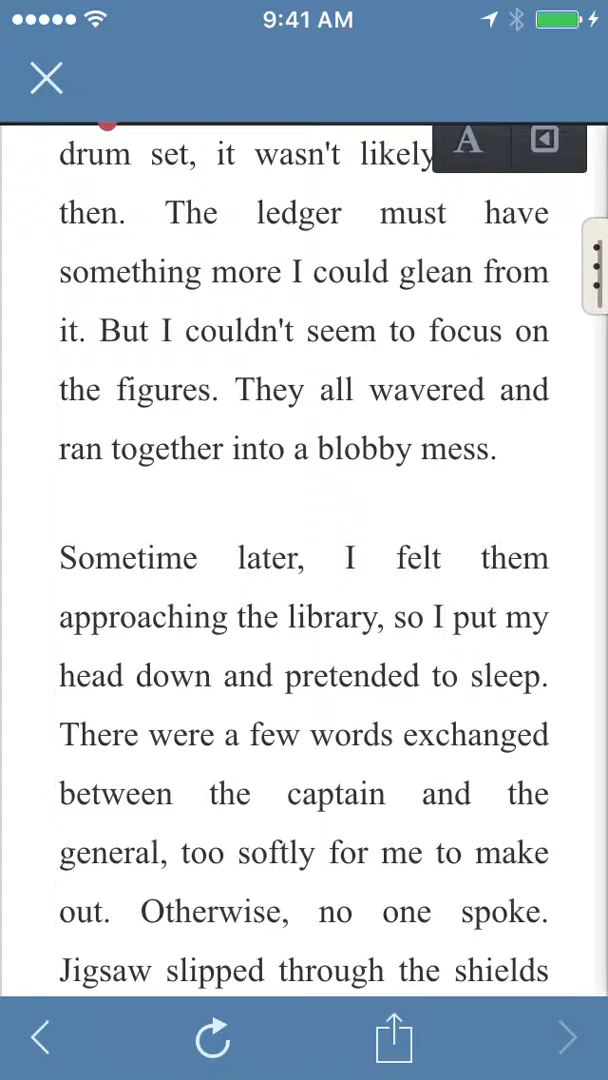 9:41 AM
drum set, it wasn't likely
A
then. The ledger must have
something more I could glean from
it. But I couldn't seem to focus on
the figures. They all wavered and
ran together into a blobby mess.
Sometime later, I felt them
approaching the library, so I put my
head down and pretended to sleep.
There were a few words exchanged
between the captain and the
general, too softly for me to make
out. Otherwise, no one spoke.
Jigsaw slipped through the shields